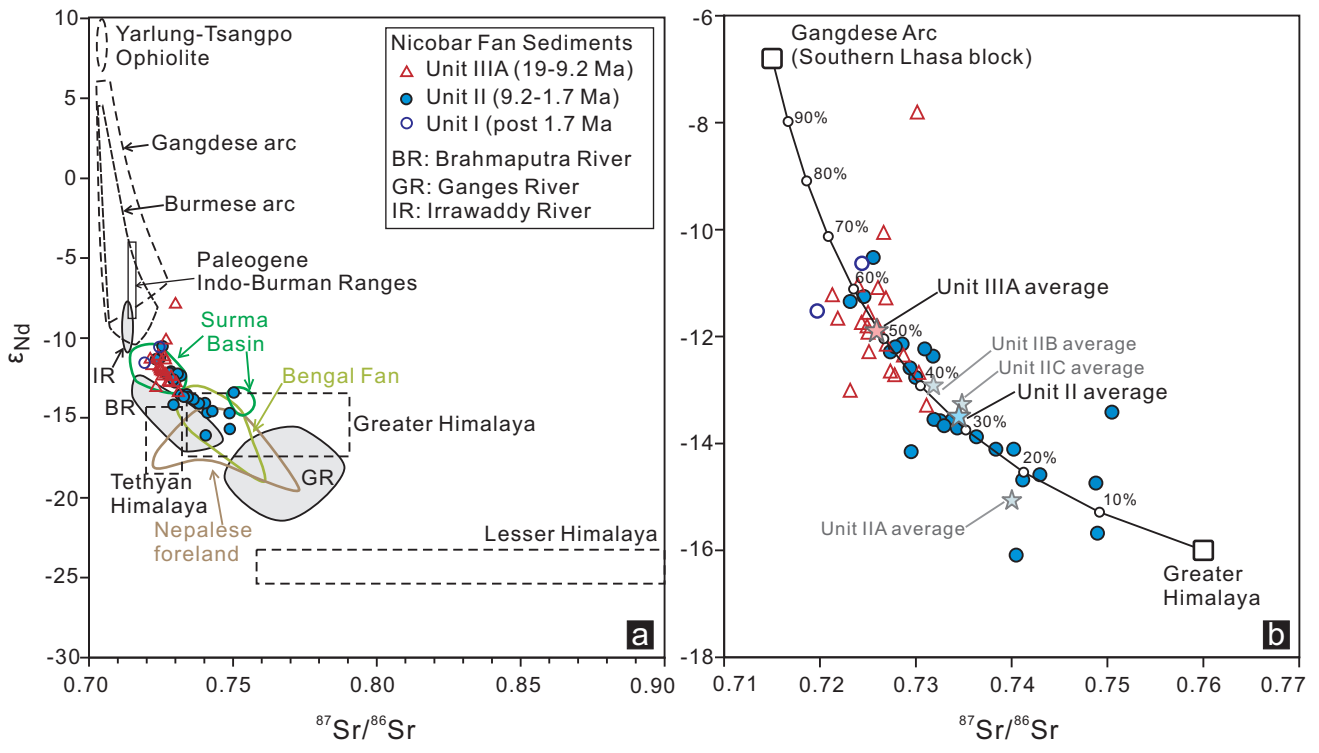 10
5
0
-5
-10
-15
-20
-25
-30
εNd
0.70
0.75
0.80
0.85
0.90
87Sr/86Sr
Yarlung-Tsangpo
Ophiolite
Gangdese arc
Burmese arc
Paleogene
Indo-Burman Ranges
Surma
Basin
IR
BR
Bengal Fan
Greater Himalaya
Tethyan
Himalaya
GR
Nepalese
foreland
Lesser Himalaya
a
Nicobar Fan Sediments
Unit IIIA (19-9.2 Ma)
Unit II (9.2-1.7 Ma)
Unit I (post 1.7 Ma
BR: Brahmaputra River
GR: Ganges River
IR: Irrawaddy River
-6
-8
-10
-12
-14
-16
-18
0.71
0.72
0.73
0.74
0.75
0.76
0.77
87Sr/86Sr
Gangdese Arc
(Southern Lhasa block)
90%
80%
70%
60%
50%
40%
30%
20%
10%
Unit IIIA average
Unit IIB average
Unit IIC average
Unit II average
Unit IIA average
Greater
Himalaya
b